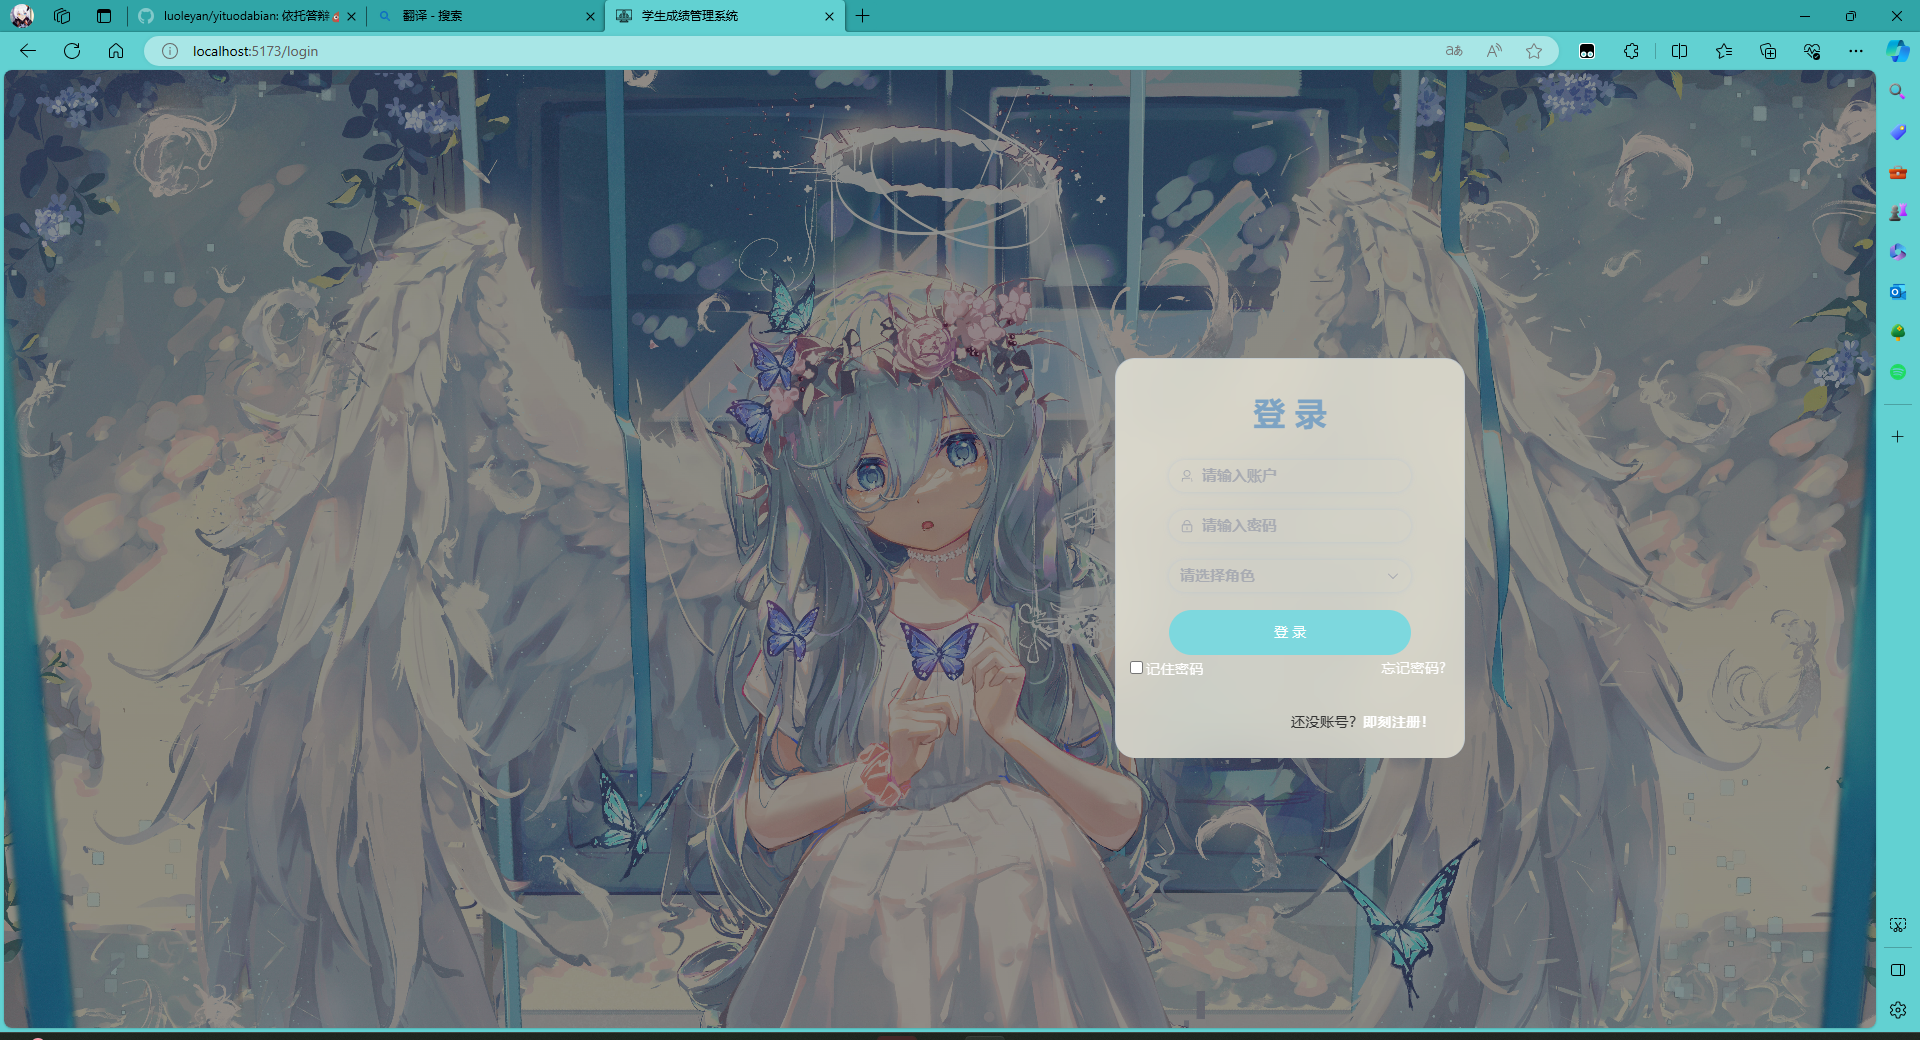 luoleyan/yituodabian: 依托答辩
翻译 - 搜索
学生成绩管理系统
localhost:5173/login
登 录
请输入账户
请输入密码
请选择角色
登 录
记住密码
忘记密码?
还没账号？即刻注册！